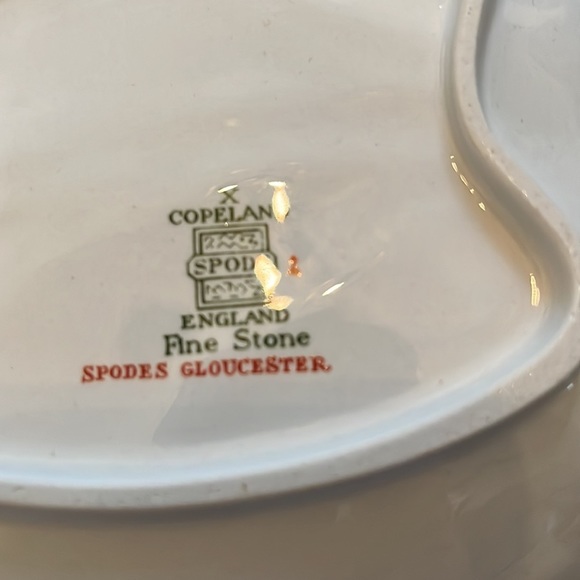 X
COPELAN
SPOD
ENGLAND
Fine Stone
SPODES GLOUCESTER.